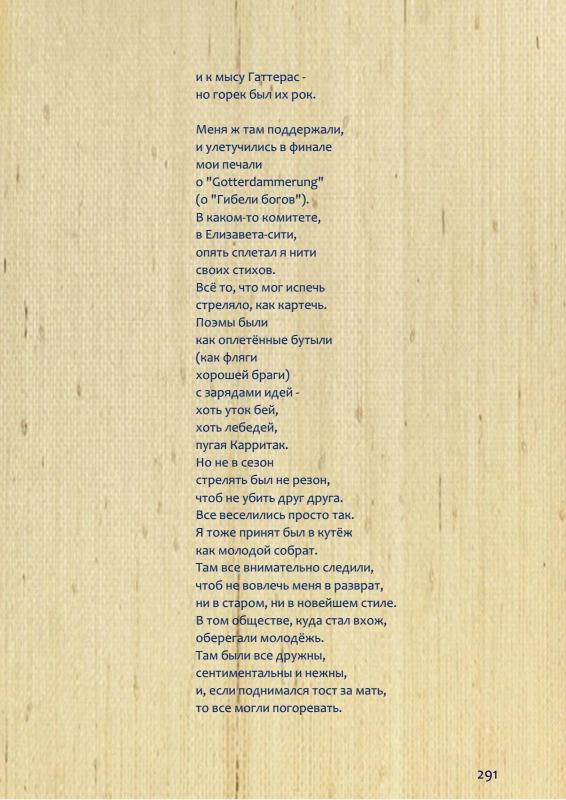 и к мысу Гаттерас -
но горек был их рок.
Меня ж там поддержали,
и улетучились в финале
мои печали
о "Gotterdammerung"
(о "Гибели богов").
В каком-то комитете,
в Елизавета-сити,
опять сплетал я нити
своих стихов.
Всё то, что мог испечь
стреляло, как картечь.
Поэмы были
как оплетённые бутыли
(как фляги
хорошей браги)
с зарядами идей -
хоть уток бей,
хоть лебедей,
пугая Карритак.
Но не в сезон
стрелять был не резон,
чтоб не убить друг друга.
Все веселились просто так.
Я тоже принят был в кутёж
как молодой собрат.
Там все внимательно следили,
чтоб не вовлечь меня в разврат,
ни в старом, ни в новейшем стиле.
В том обществе, куда стал вхож,
оберегали молодёжь.
Там были все дружны,
сентиментальны и нежны,
и, если поднимался тост за мать,
то все могли погоревать.
291